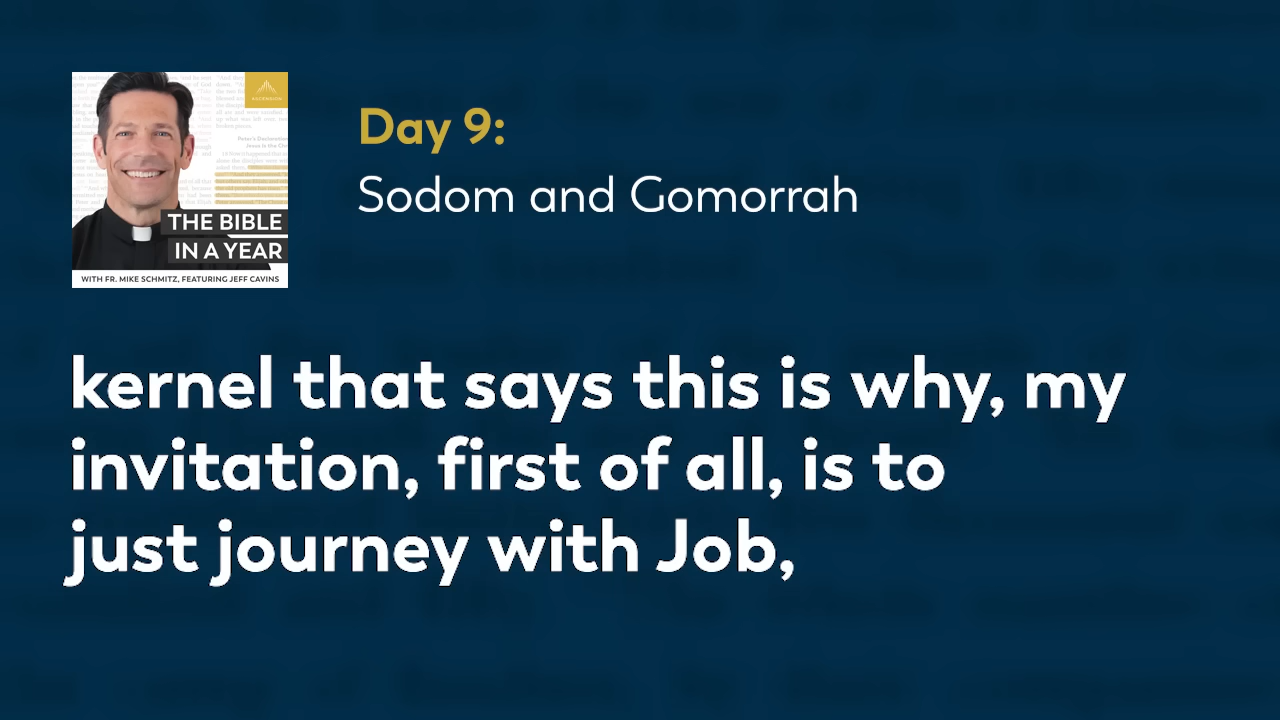 ASCENSION
THE BIBLE
IN A YEAR
WITH FR. MIKE SCHMITZ, FEATURING JEFF CAVINS
Day 9:
Sodom and Gomorrah
kernel that says this is why, my
invitation, first of all, is to
just journey with Job,